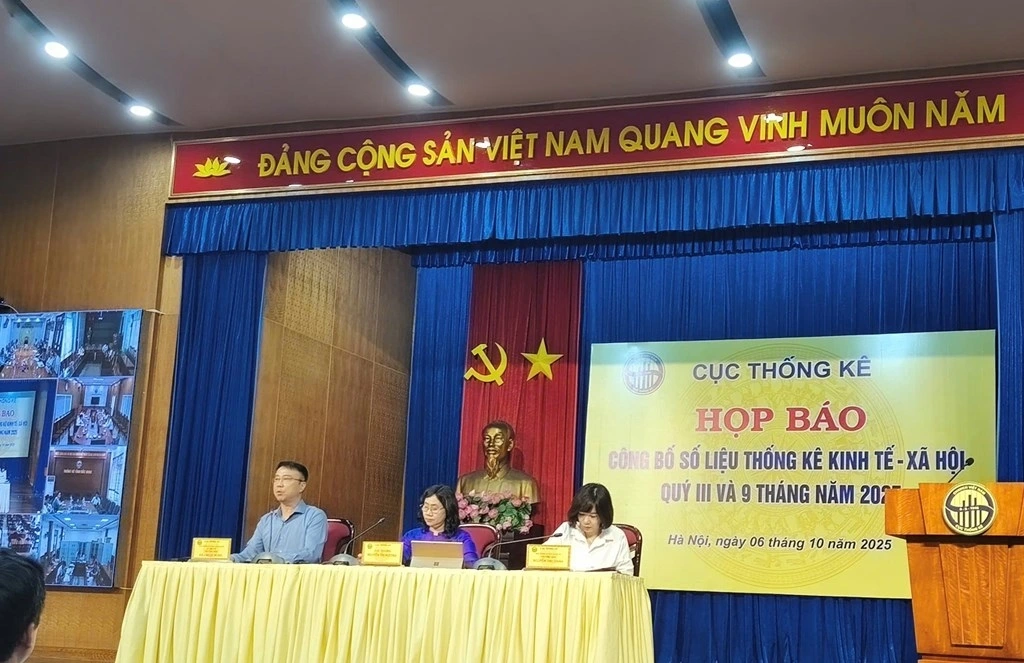 ĐẢNG CỘNG SẢN VIỆT NAM QUANG VINH MUÔN NĂM
CỤC THỐNG KÊ
HỌP BÁO
CÔNG BỐ SỐ LIỆU THỐNG KÊ KINH TẾ - XÃ HỘI
QUÝ III VÀ 9 THÁNG NĂM 2025
Hà Nội, ngày 06 tháng 10 năm 2025